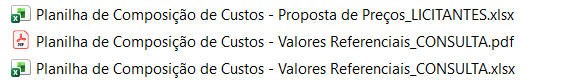 Planilha de Composição de Custos - Proposta de Preços_LICITANTES.xlsx
Planilha de Composição de Custos - Valores Referenciais_CONSULTA.pdf
Planilha de Composição de Custos - Valores Referenciais_CONSULTA.xlsx